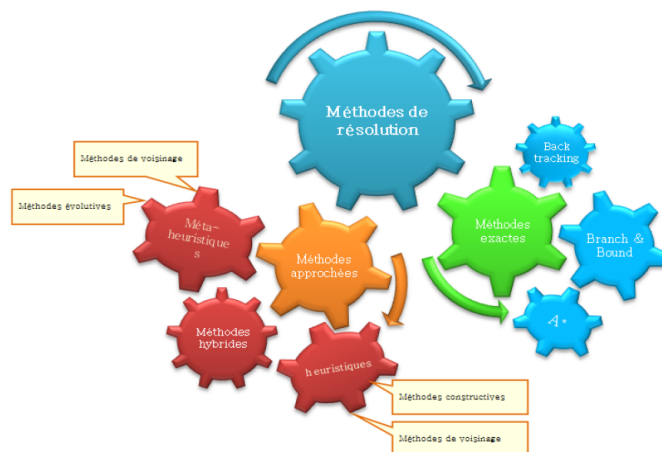 Méthodes de
résolution
Back
tracking
Méthodes de voisinage
Méthodes évolutives
Méta-
heuristique
s
Méthodes
approchées
Méthodes
exactes
Branch &
Bound
A*
Méthodes
hybrides
heuristiques
Méthodes constructives
Méthodes de voisinage